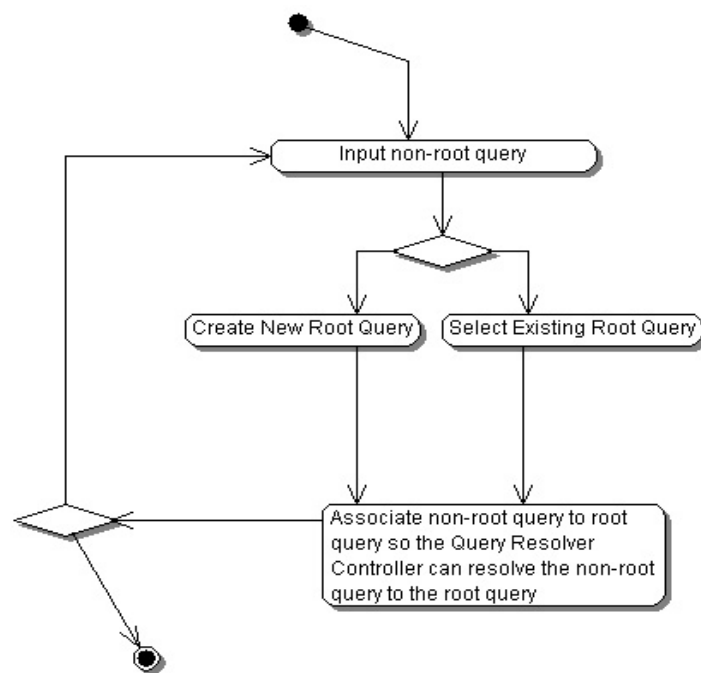 Input non-root query
Create New Root Query
Select Existing Root Query
Associate non-root query to root
query so the Query Resolver
Controller can resolve the non-root
query to the root query